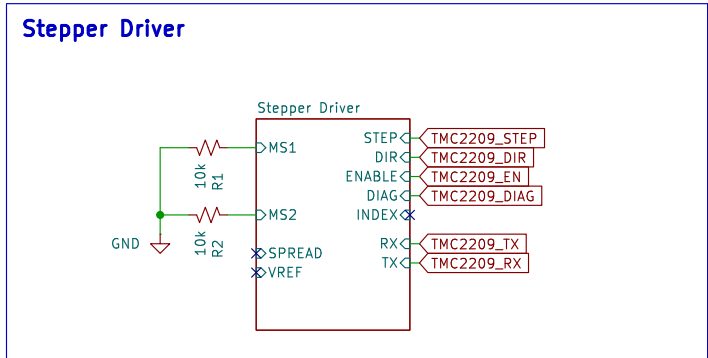 Stepper Driver
Stepper Driver
MS1
10k
R1
MS2
10k
R2
GND
SPREAD
VREF
STEP
TMC2209_STEP
DIR
TMC2209_DIR
ENABLE
TMC2209_EN
DIAG
TMC2209_DIAG
INDEX
RX
TMC2209_TX
TX
TMC2209_RX